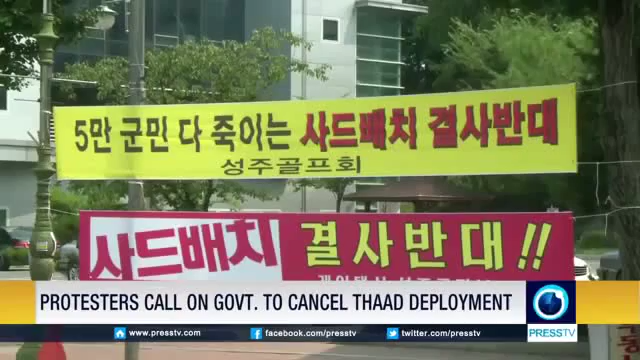 5만 군민 다 죽이는 사드배치 결사반대
성주골프회
사드배치 결사반대!!
PROTESTERS CALL ON GOVT. TO CANCEL THAAD DEPLOYMENT
PRESSTV
www.presstv.com
facebook.com/presstv
twitter.com/presstv